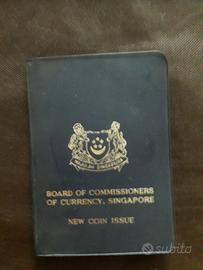 BOARD OF COMMISSIONERS
OF CURRENCY, SINGAPORE
NEW COIN ISSUE
subito